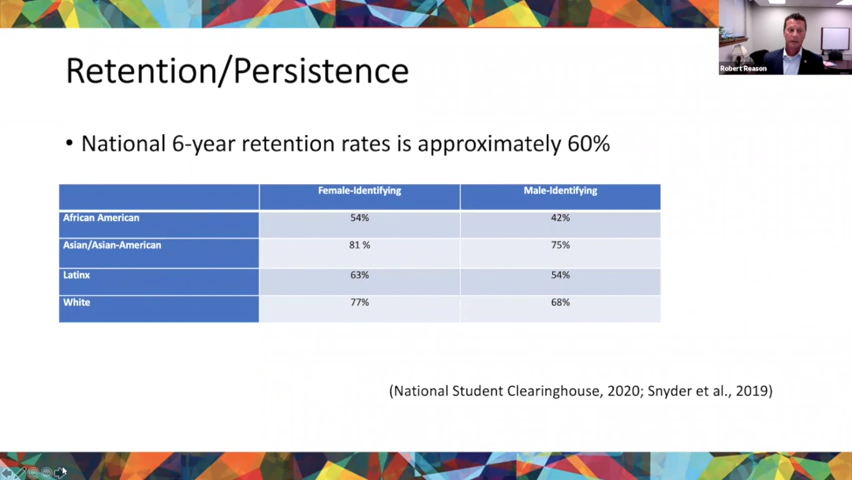 Robert Reason
Retention/Persistence
• National 6-year retention rates is approximately 60%
Female-Identifying Male-Identifying
African American 54% 42%
Asian/Asian-American 81 % 75%
Latinx 63% 54%
White 77% 68%
(National Student Clearinghouse, 2020; Snyder et al., 2019)